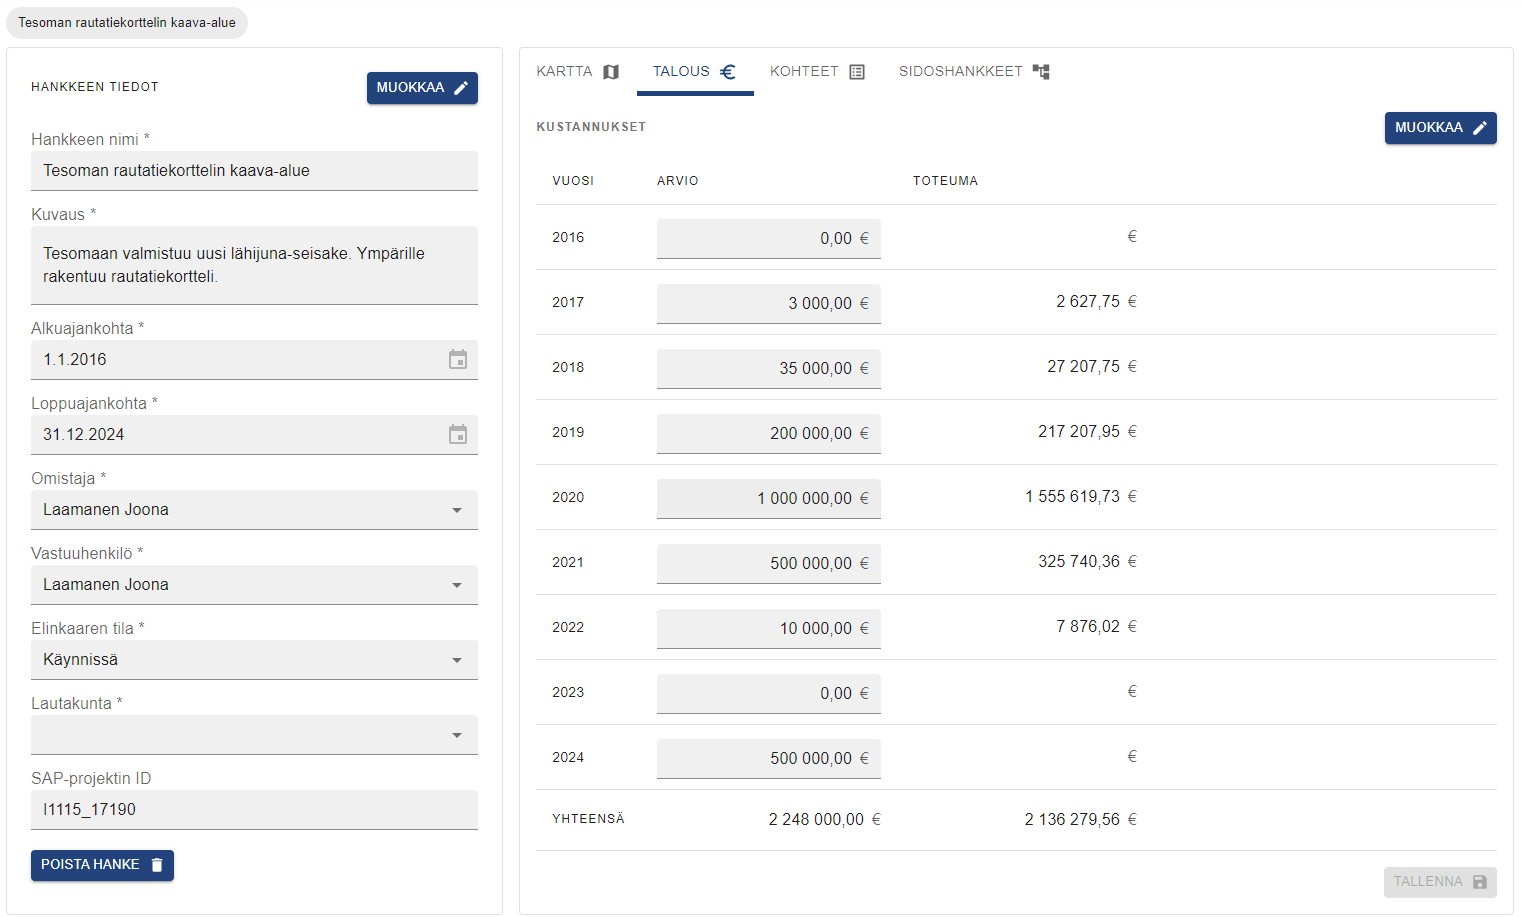 Tesoman rautatiekorttelin kaava-alue
HANKKEEN TIEDOT
MUOKKAA
Hankkeen nimi *
Tesoman rautatiekorttelin kaava-alue
Kuvaus *
Tesomaan valmistuu uusi lähijuna-seisake. Ympärille
rakentuu rautatiekortteli.
Alkuajankohta *
1.1.2016
Loppuajankohta *
31.12.2024
Omistaja *
Laamanen Joona
Vastuuhenkilö *
Laamanen Joona
Elinkaaren tila *
Käynnissä
Lautakunta *
SAP-projektin ID
I1115_17190
POISTA HANKE
KARTTA TALOUS € KOHTEET SIDOSHANKKEET
KUSTANNUKSET
MUOKKAA
VUOSI ARVIO TOTEUMA
2016 0,00 € €
2017 3 000,00 € 2 627,75 €
2018 35 000,00 € 27 207,75 €
2019 200 000,00 € 217 207,95 €
2020 1 000 000,00 € 1 555 619,73 €
2021 500 000,00 € 325 740,36 €
2022 10 000,00 € 7 876,02 €
2023 0,00 € €
2024 500 000,00 € €
YHTEENSÄ 2 248 000,00 € 2 136 279,56 €
TALLENNA